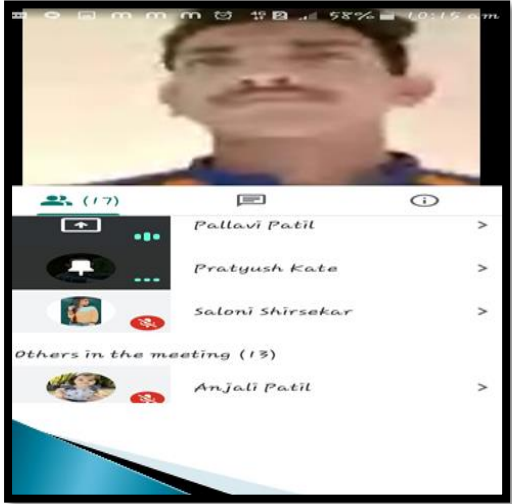 58% 10:15 am
(17)
Pallavi Patil
Pratyush Kate
Saloni Shirsekar
Others in the meeting (13)
Anjali Patil